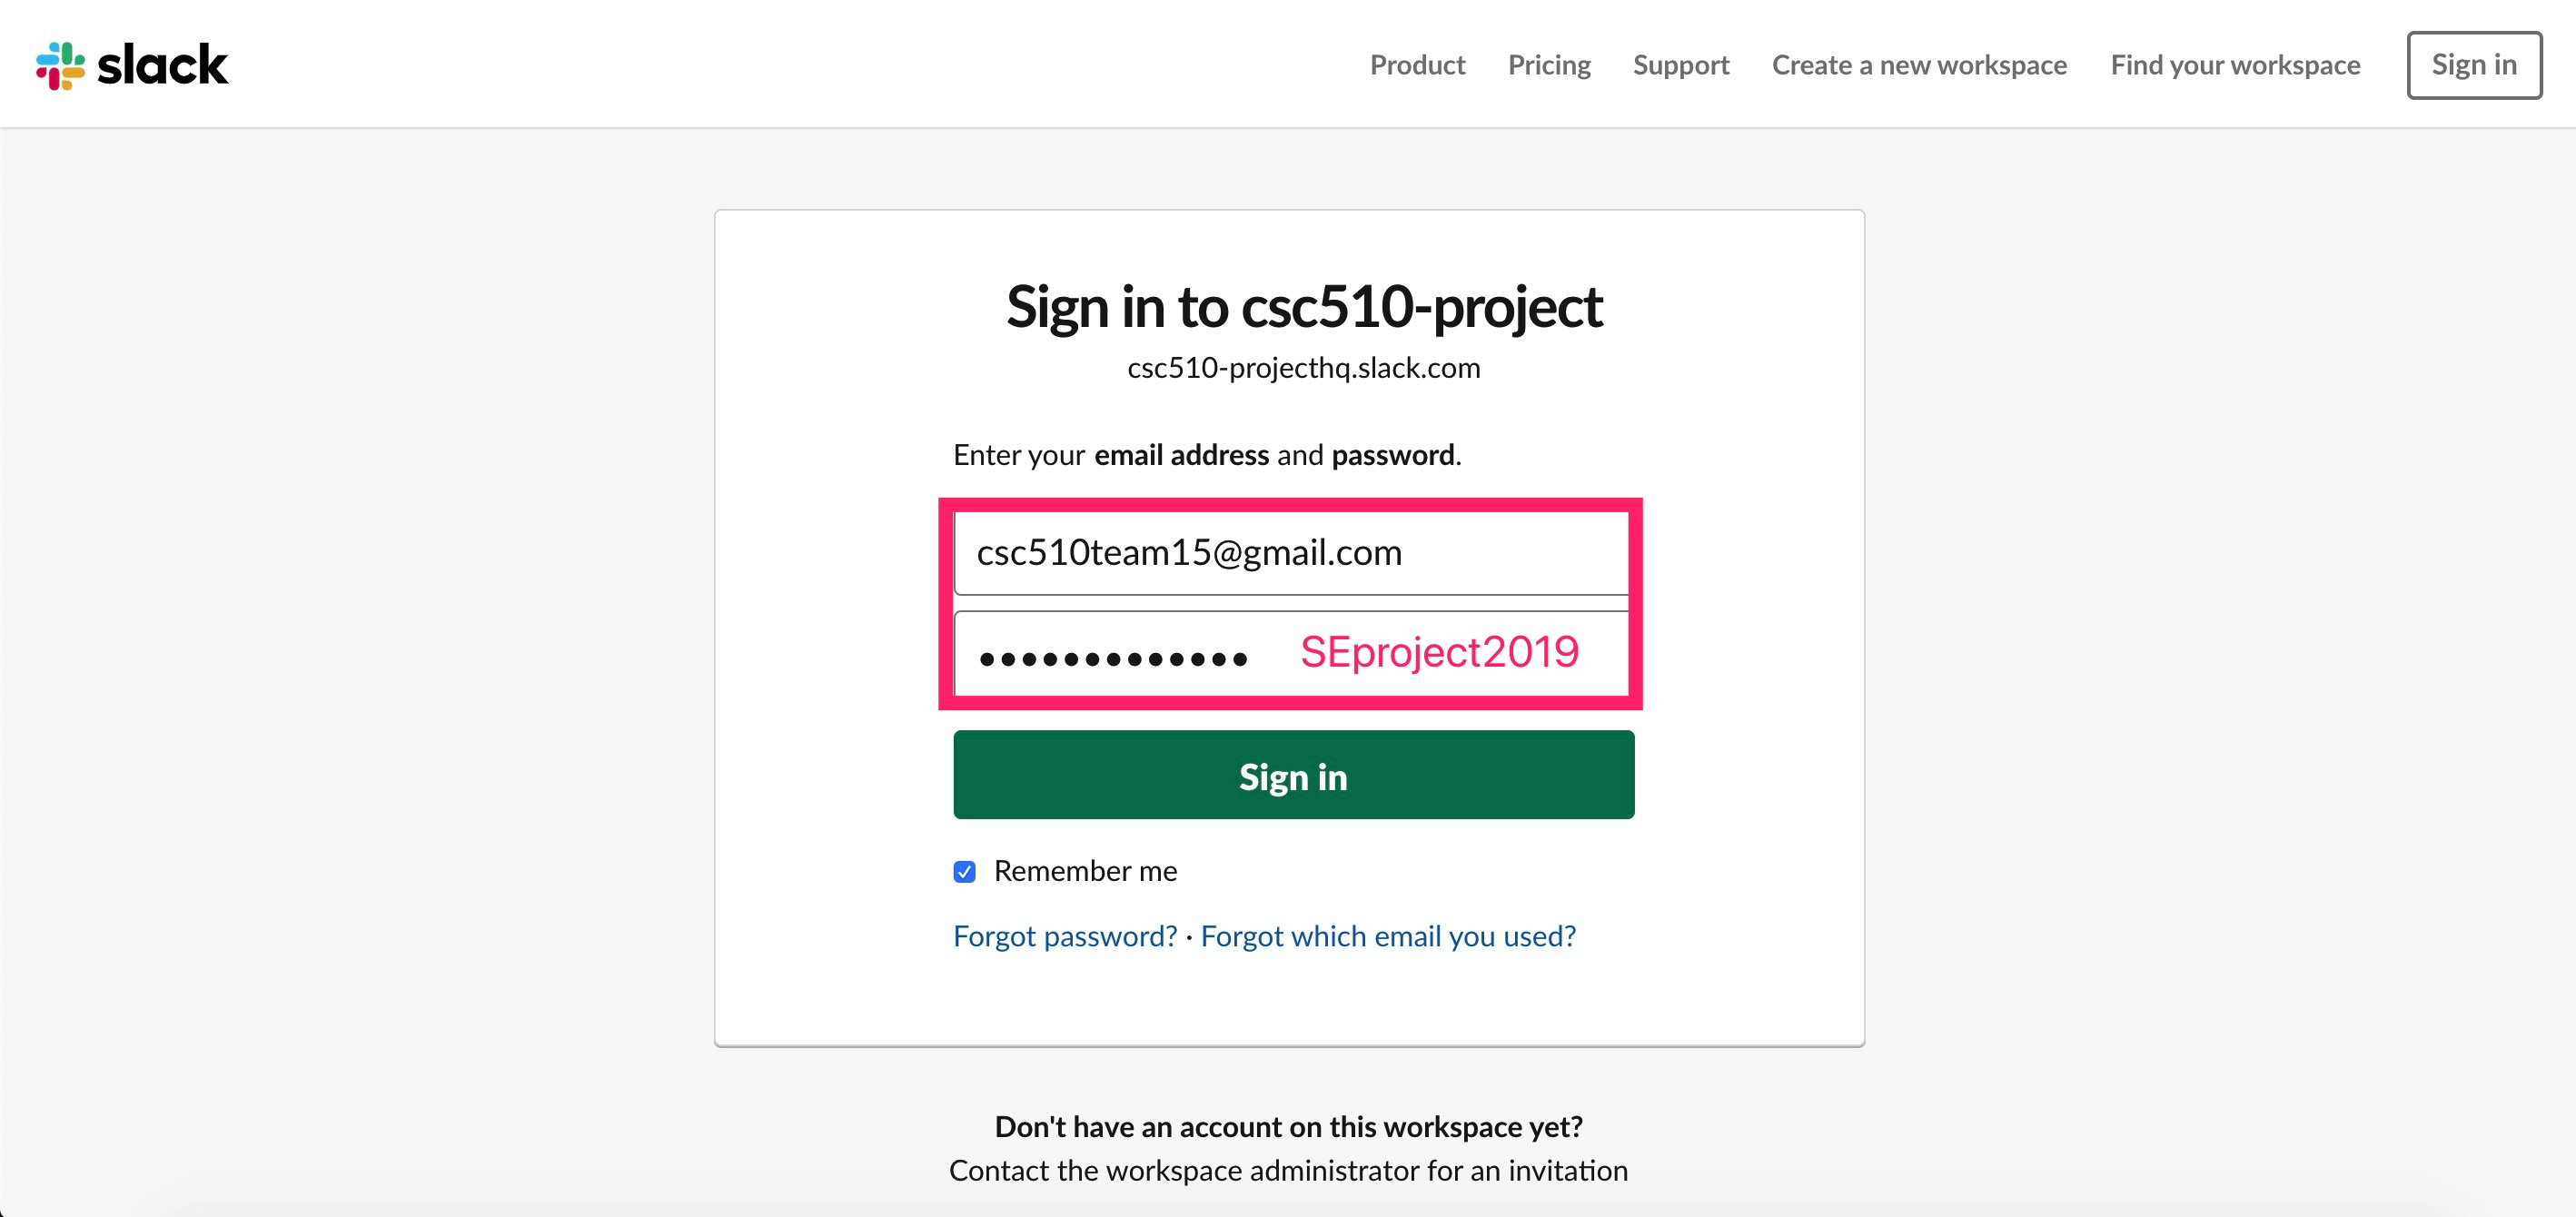 slack
Product Pricing Support Create a new workspace Find your workspace Sign in
Sign in to csc510-project
csc510-projecthq.slack.com
Enter your email address and password.
csc510team15@gmail.com
••••••••••••• SEproject2019
Sign in
Remember me
Forgot password? · Forgot which email you used?
Don't have an account on this workspace yet?
Contact the workspace administrator for an invitation